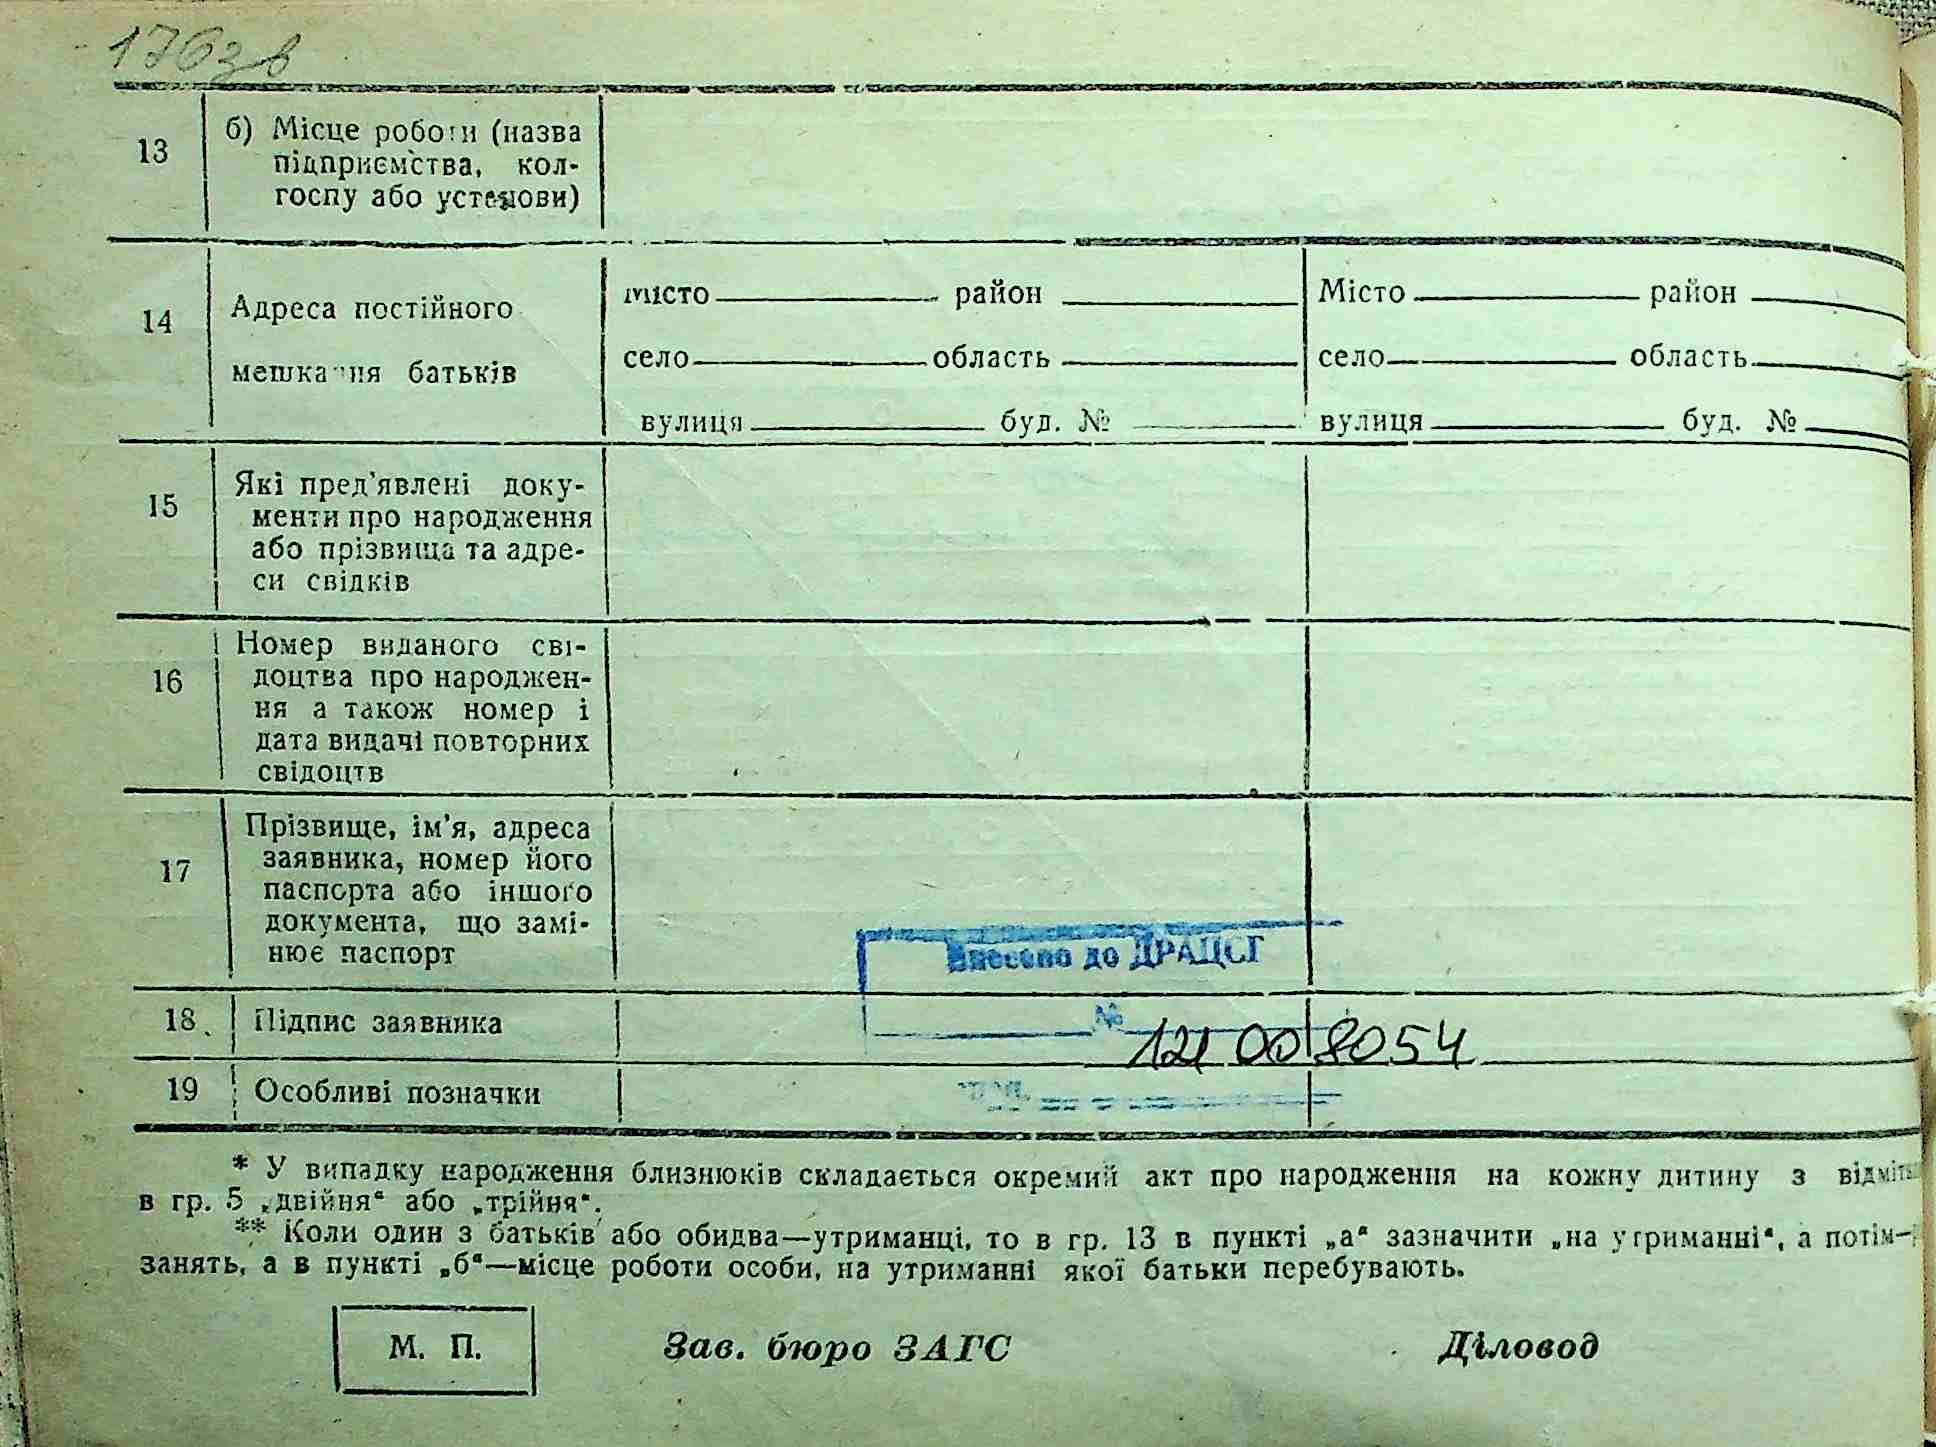 176зв
13
б) Місце роботи (назва
підприємства, кол-
госпу або установи)
14
Адреса постійного
мешкання батьків
Місто район
село область
вулиця буд. №
Місто район
село область
вулиця буд. №
15
Які пред'явлені доку-
менти про народження
або прізвища та адре-
си свідків
16
Номер виданого сві-
доцтва про народжен-
ня а також номер і
дата видачі повторних
свідоцтв
17
Прізвище, ім'я, адреса
заявника, номер його
паспорта або іншого
документа, що замі-
нює паспорт
Внесено до ДРАЦСГ
18. Підпис заявника
№ 121 008054
19 Особливі позначки
* У випадку народження близнюків складається окремий акт про народження на кожну дитину з відміт
в гр. 5 „двійня“ або „трійня“.
** Коли один з батьків або обидва—утриманці, то в гр. 13 в пункті „а“ зазначити „на утриманні“, а потім—
занять, а в пункті „б“—місце роботи особи, на утриманні якої батьки перебувають.
М. П. Зав. бюро ЗАГС Діловод